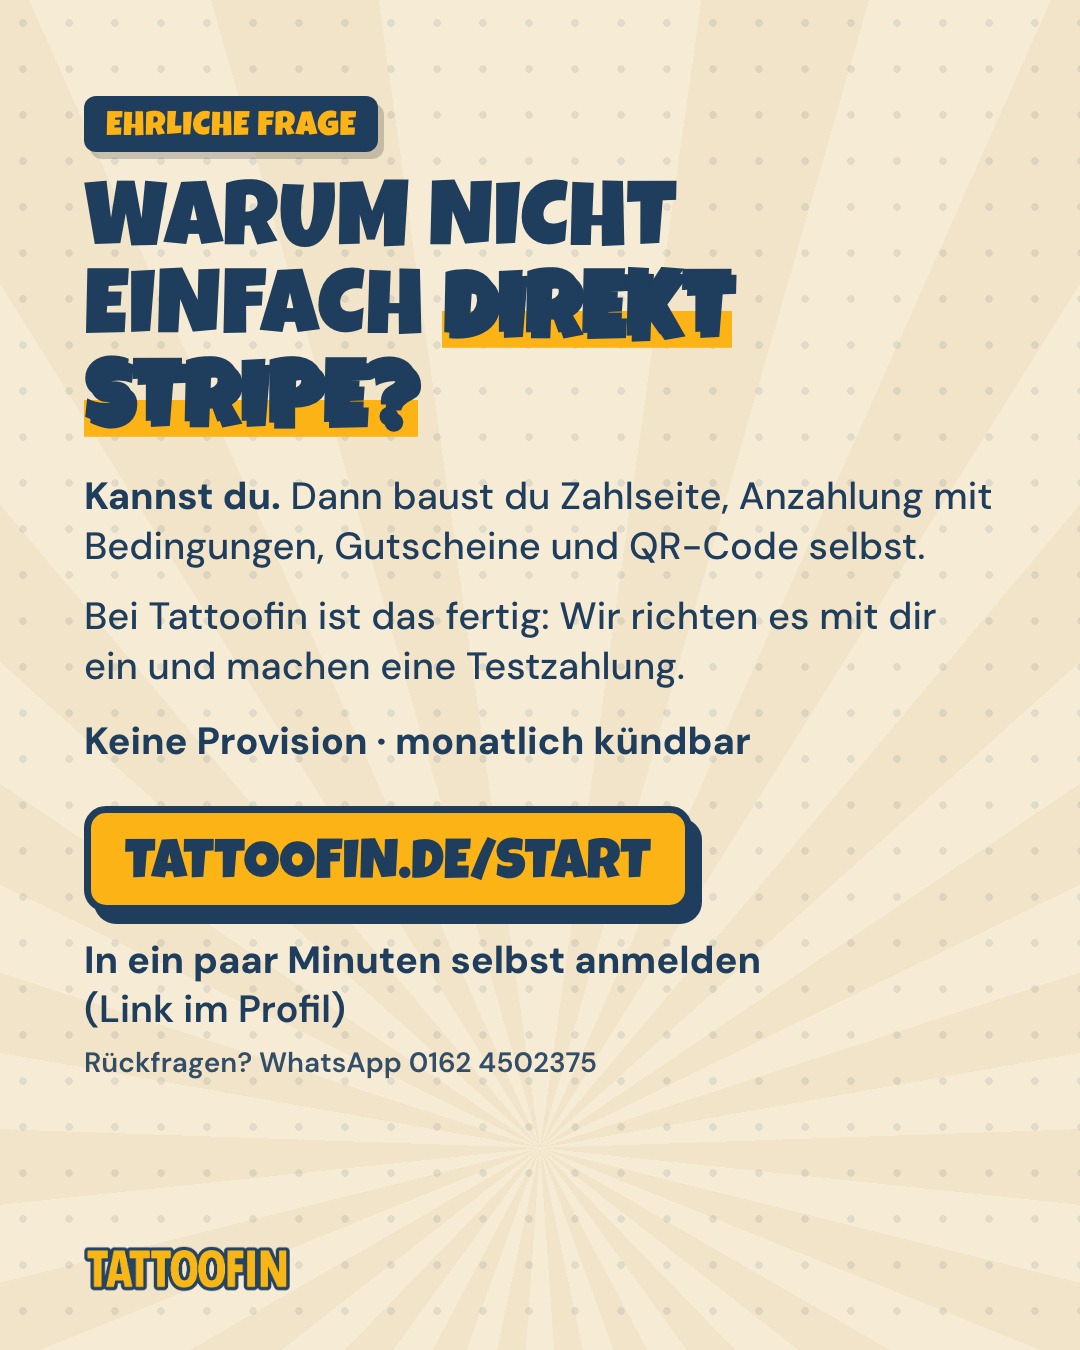 EHRLICHE FRAGE
WARUM NICHT
EINFACH DIREKT
STRIPE?
Kannst du. Dann baust du Zahlseite, Anzahlung mit
Bedingungen, Gutscheine und QR-Code selbst.
Bei Tattoofin ist das fertig: Wir richten es mit dir
ein und machen eine Testzahlung.
Keine Provision · monatlich kündbar
TATTOOFIN.DE/START
In ein paar Minuten selbst anmelden
(Link im Profil)
Rückfragen? WhatsApp 0162 4502375
TATTOOFIN